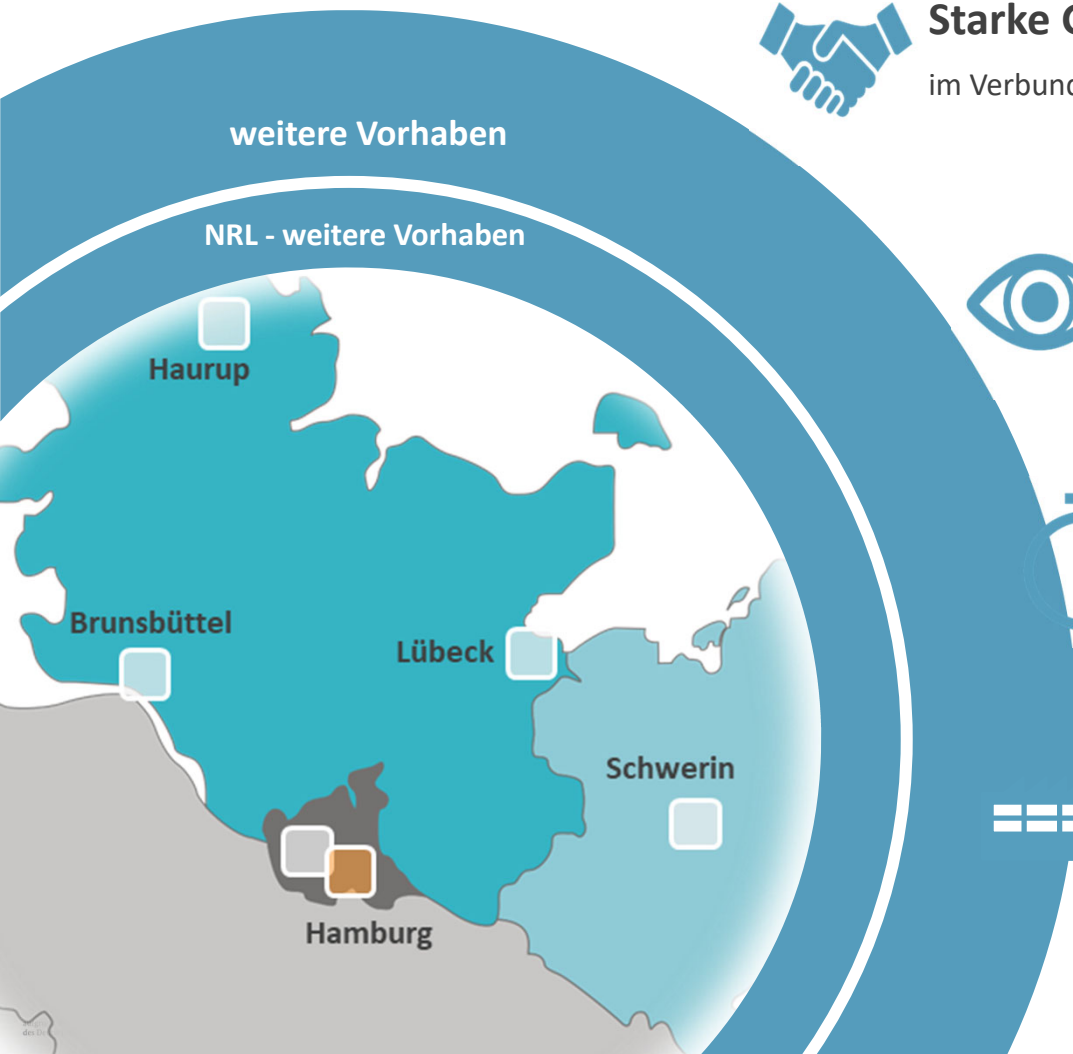 Starke
im Verbund
weitere Vorhaben
NRL - weitere Vorhaben
Haurup
Brunsbüttel
Lübeck
Schwerin
Hamburg